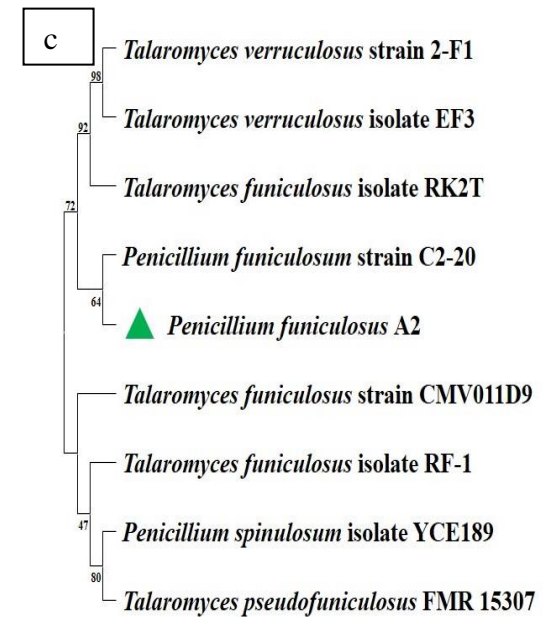 c
Talaromyces verruculosus strain 2-F1
98
Talaromyces verruculosus isolate EF3
92
Talaromyces funiculosus isolate RK2T
72
Penicillium funiculosum strain C2-20
64
Penicillium funiculosus A2
Talaromyces funiculosus strain CMV011D9
Talaromyces funiculosus isolate RF-1
47
Penicillium spinulosum isolate YCE189
80
Talaromyces pseudofuniculosus FMR 15307